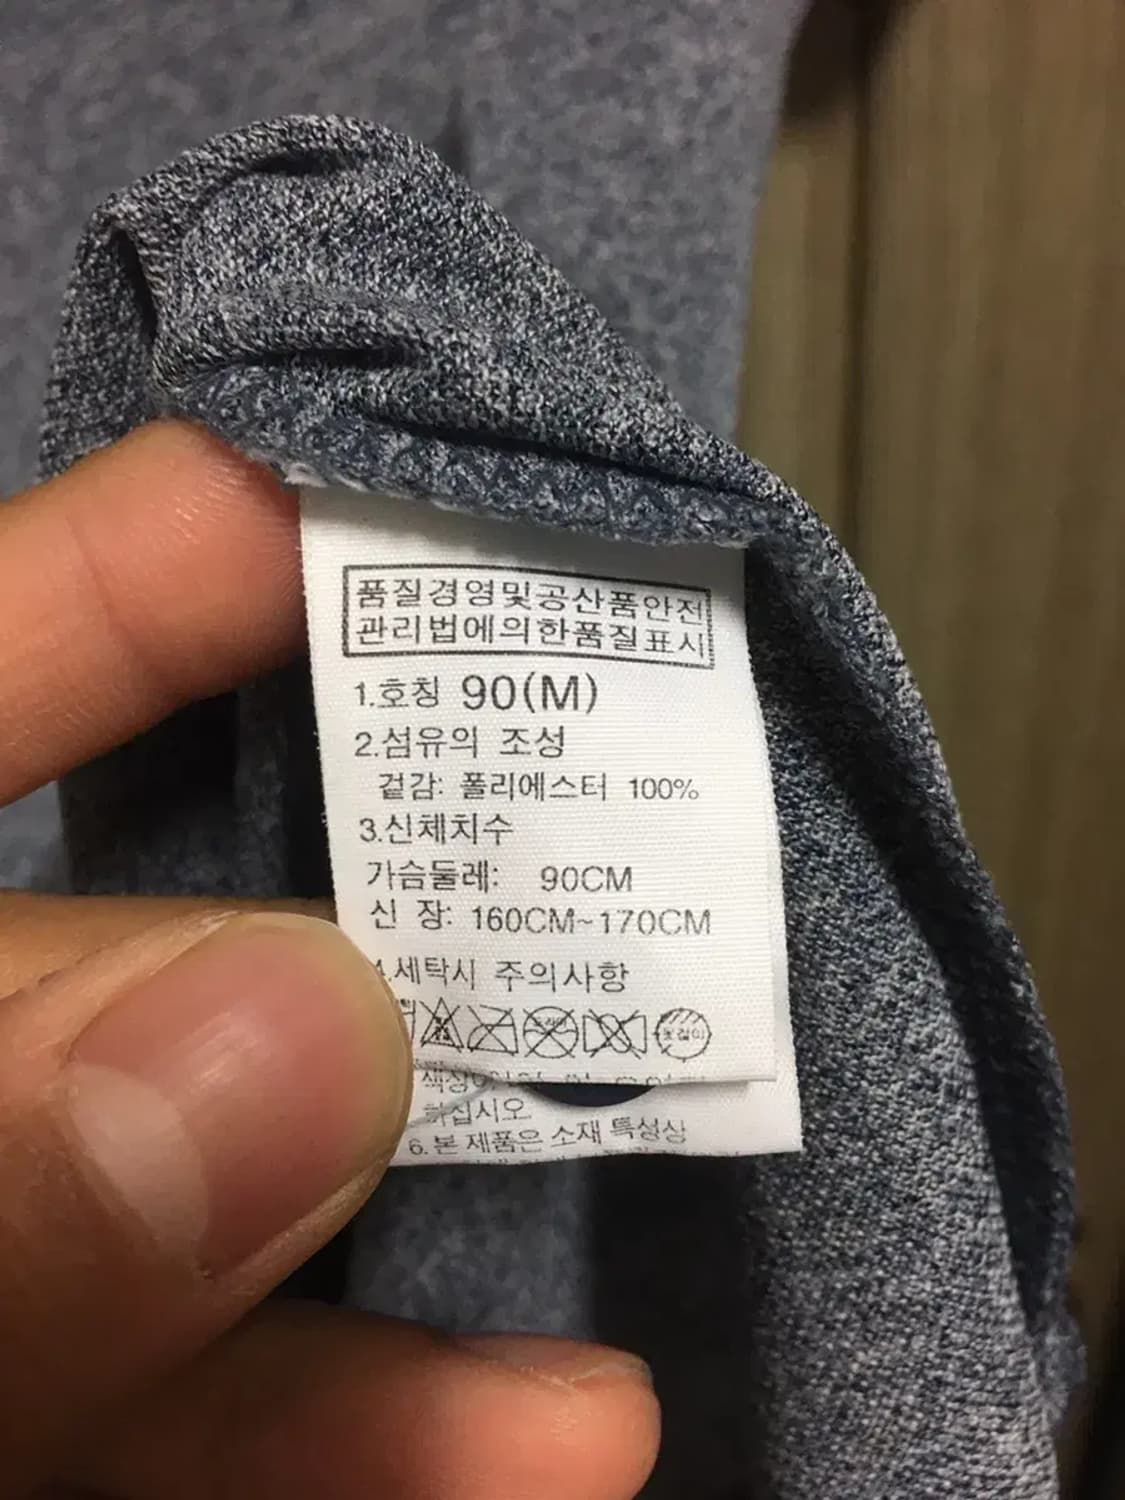 품질경영및공산품안전
관리법에의한품질표시
1.호칭 90(M)
2.섬유의 조성
겉감: 폴리에스터 100%
3.신체치수
가슴둘레: 90CM
신 장: 160CM~170CM
4.세탁시 주의사항
옷걸이
하십시오
6.본 제품은 소재 특성상